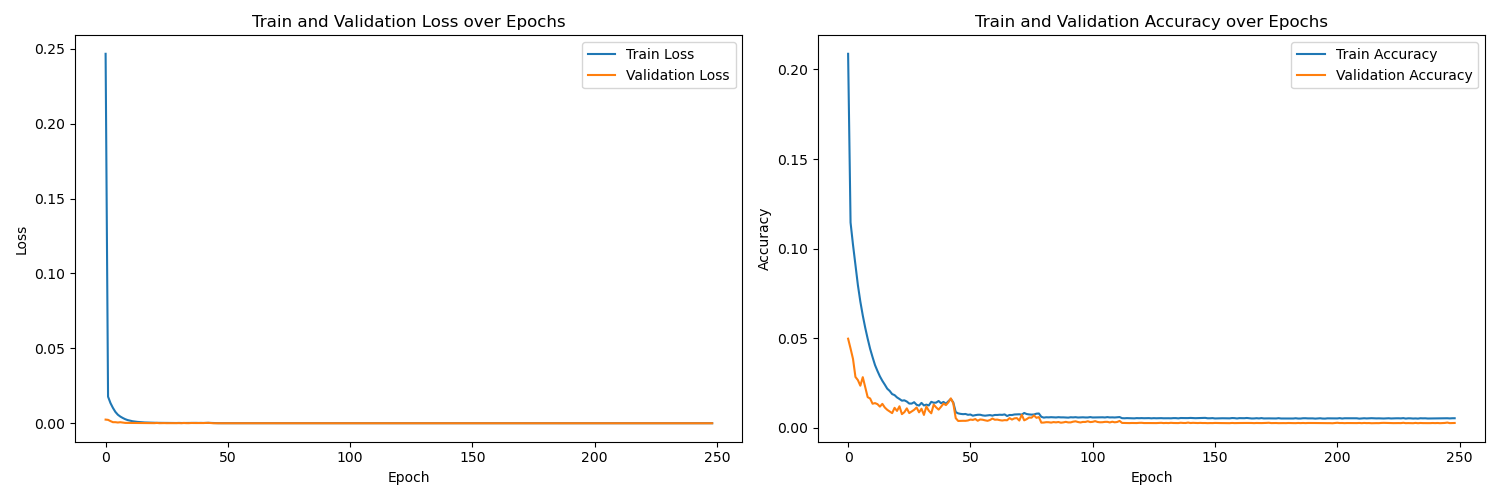 Train and Validation Loss over Epochs
0.25
0.20
0.15
0.10
0.05
0.00
Loss
0
50
100
150
200
250
Epoch
Train Loss
Validation Loss
Train and Validation Accuracy over Epochs
0.20
0.15
0.10
0.05
0.00
Accuracy
0
50
100
150
200
250
Epoch
Train Accuracy
Validation Accuracy